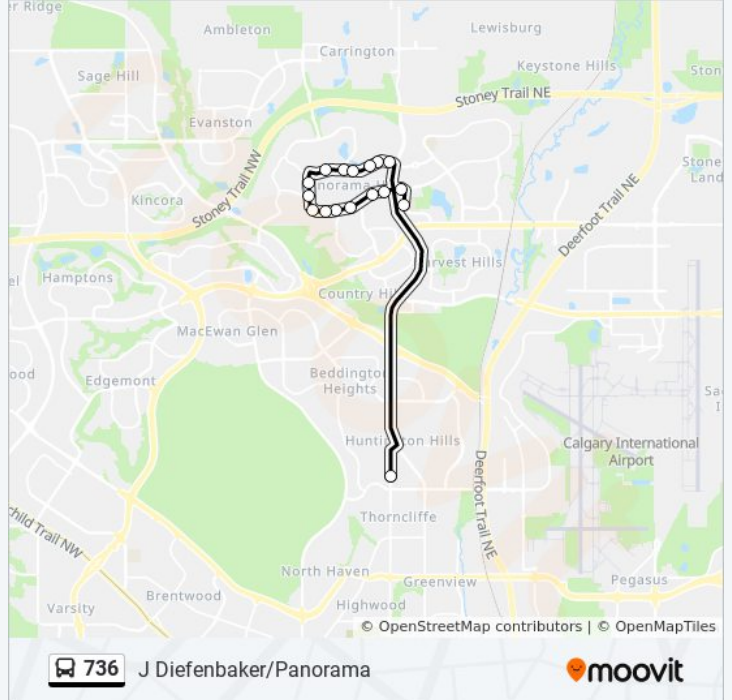 r Ridge
Ambleton
Lewisburg
Carrington
Keystone Hills
Sage Hill
Ston
Stoney Trail NE
Evanston
Stone
Land
norama H
Kincora
Stoney Trail NW
Deerfoot Trail NE
el
Hamptons
arvest Hills
Country Hi
MacEwan Glen
ood
Edgemont
Beddington
Heights
Sa
I
Huntington Hills
Calgary International
Airport
Deerfoot Trail NE
child Trail NW
Thorncliffe
North Haven
Greenview
Pegasus
Brentwood
Highwood
Varsity
© OpenStreetMap contributors | © OpenMapTiles
736 J Diefenbaker/Panorama
moovit